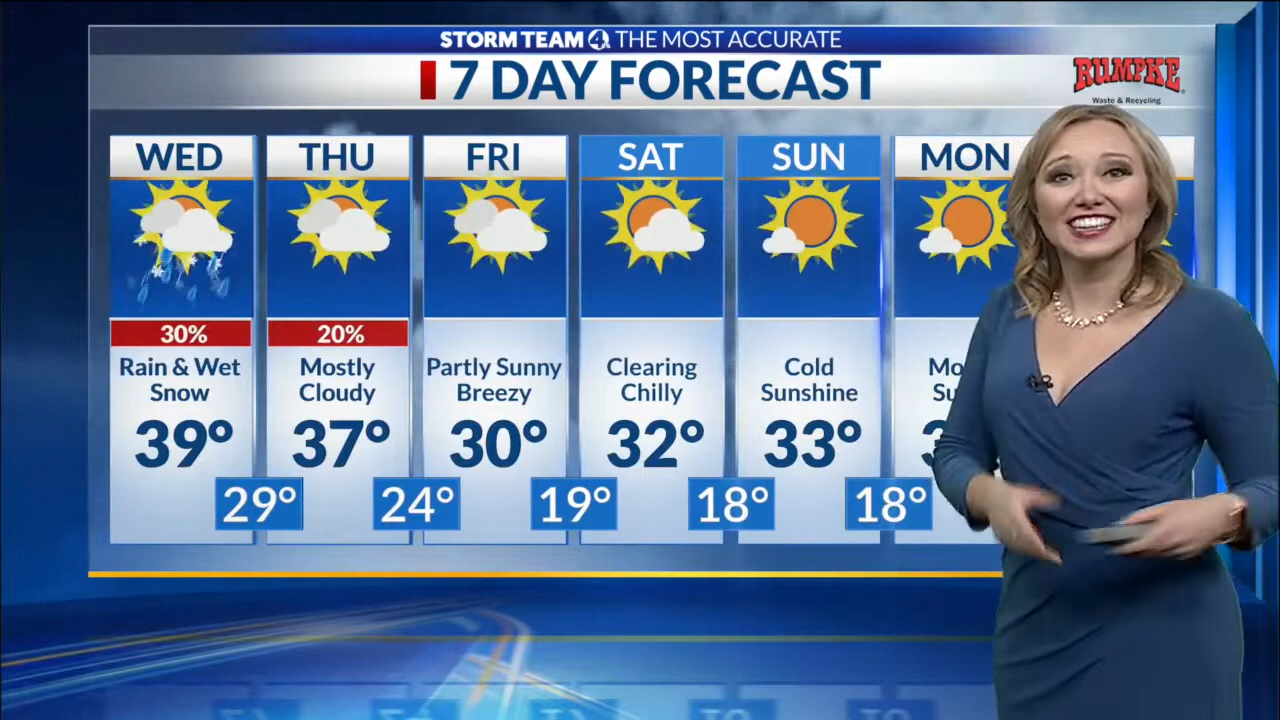 STORM TEAM 4 THE MOST ACCURATE
7 DAY FORECAST
RUMPKE
Waste & Recycling
WED THU FRI SAT SUN MON
30% 20%
Rain & Wet Snow
Mostly Cloudy
Partly Sunny Breezy
Clearing Chilly
Cold Sunshine
39° 37° 30° 32° 33°
29° 24° 19° 18° 18°